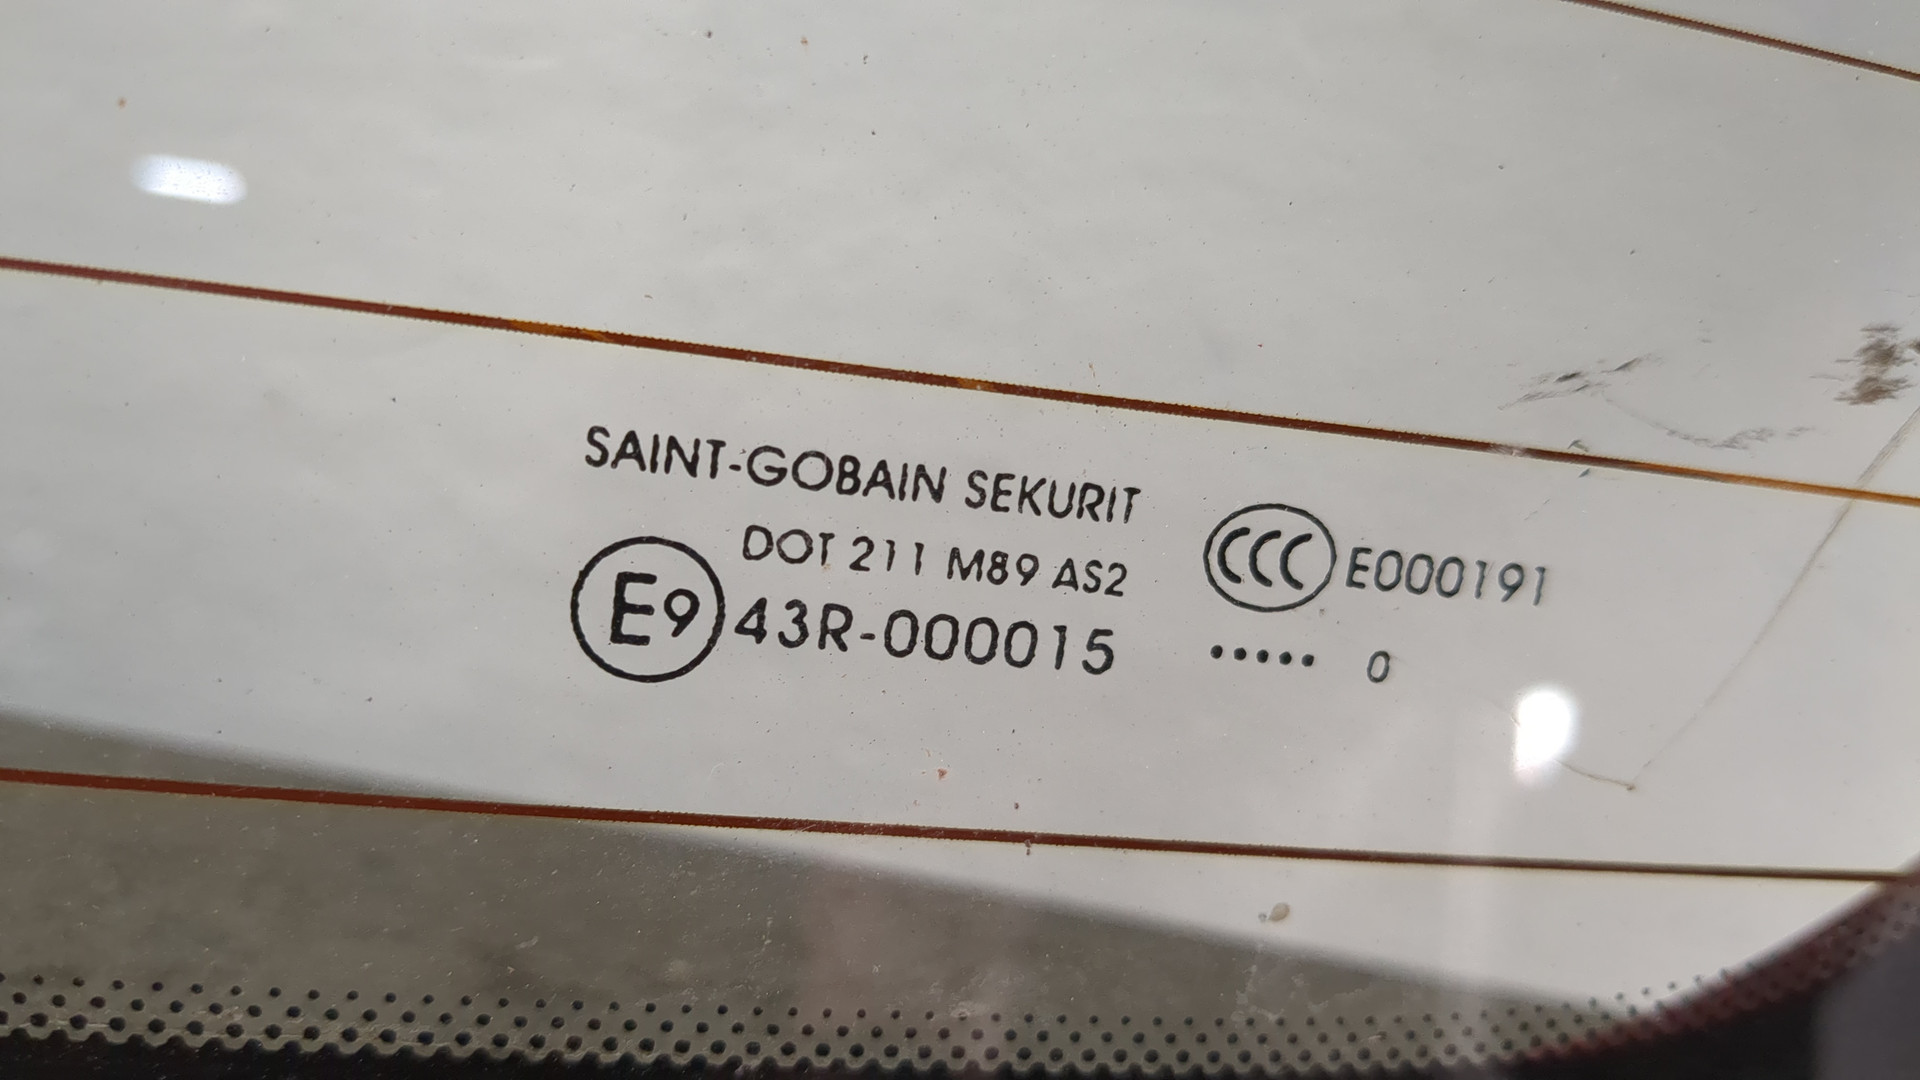 SAINT-GOBAIN SEKURIT
DOT 211 M89 AS2
E9 43R-000015
CCC E000191
..... 0